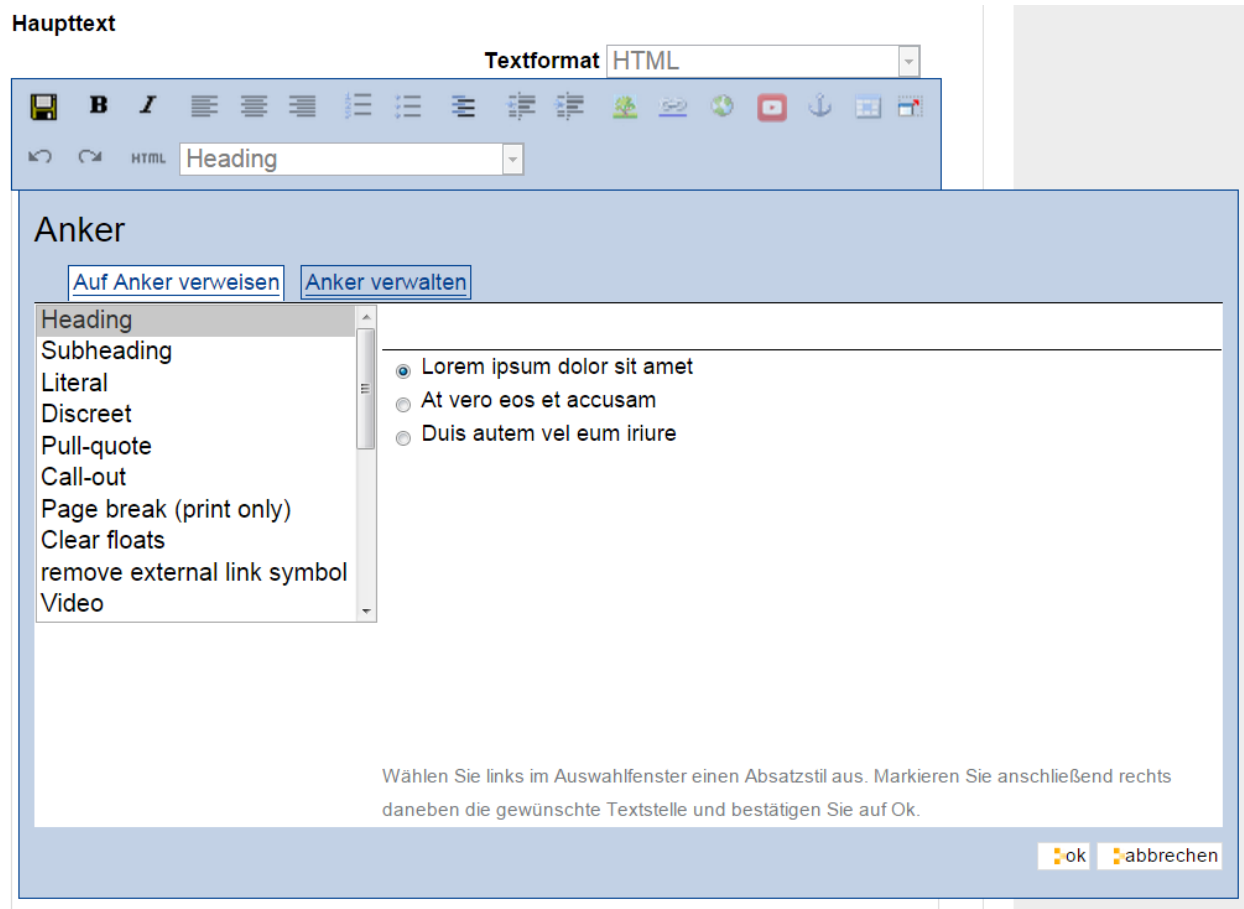 Haupttext
Textformat HTML
B I
HTML Heading
Anker
Auf Anker verweisen Anker verwalten
Heading
Subheading
Literal
Discreet
Pull-quote
Call-out
Page break (print only)
Clear floats
remove external link symbol
Video
Lorem ipsum dolor sit amet
At vero eos et accusam
Duis autem vel eum iriure
Wählen Sie links im Auswahlfenster einen Absatzstil aus. Markieren Sie anschließend rechts
daneben die gewünschte Textstelle und bestätigen Sie auf Ok.
ok abbrechen